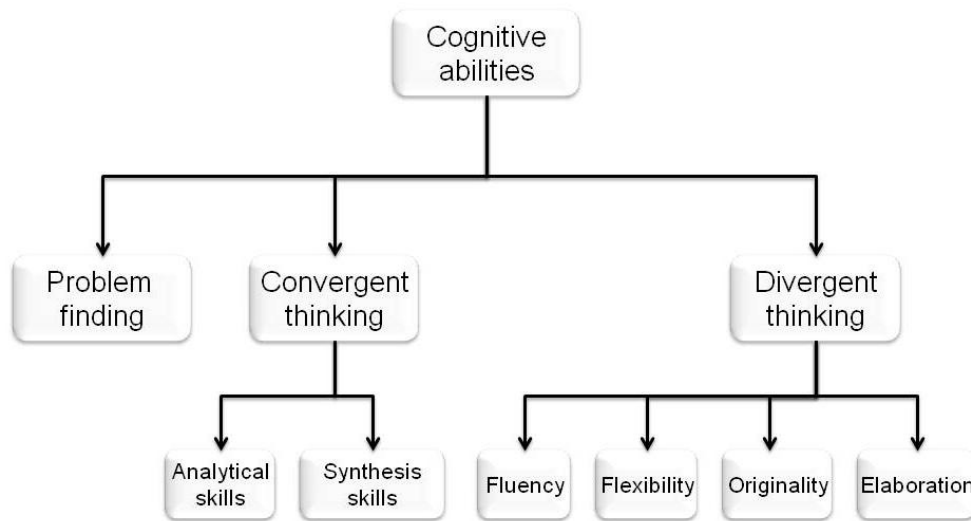 Cognitive
abilities
Problem
finding
Convergent
thinking
Divergent
thinking
Analytical
skills
Synthesis
skills
Fluency
Flexibility
Originality
Elaboration